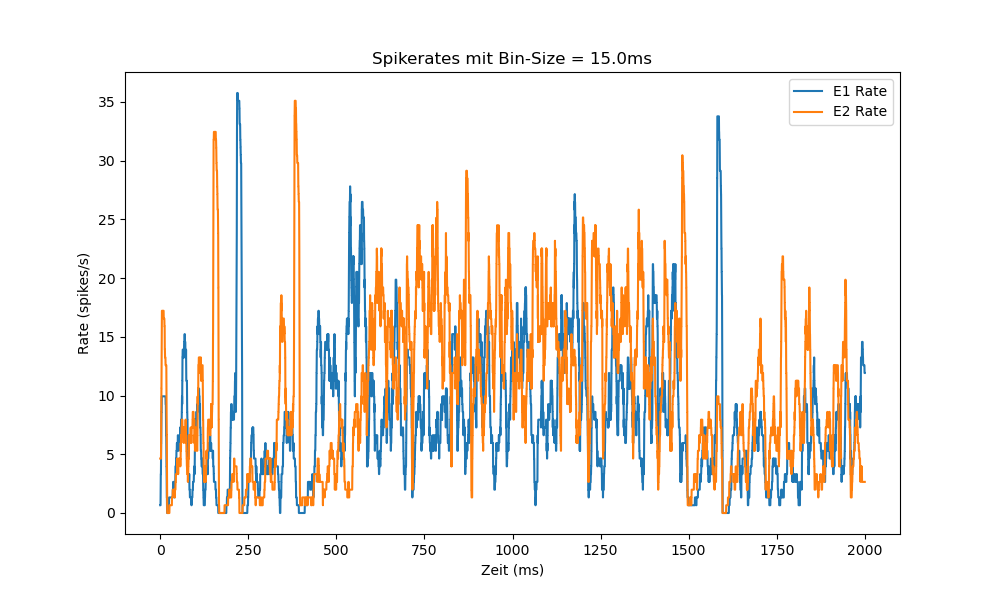 Spikerates mit Bin-Size = 15.0ms
E1 Rate
E2 Rate
35
30
25
20
15
10
5
0
Rate (spikes/s)
0 250 500 750 1000 1250 1500 1750 2000
Zeit (ms)